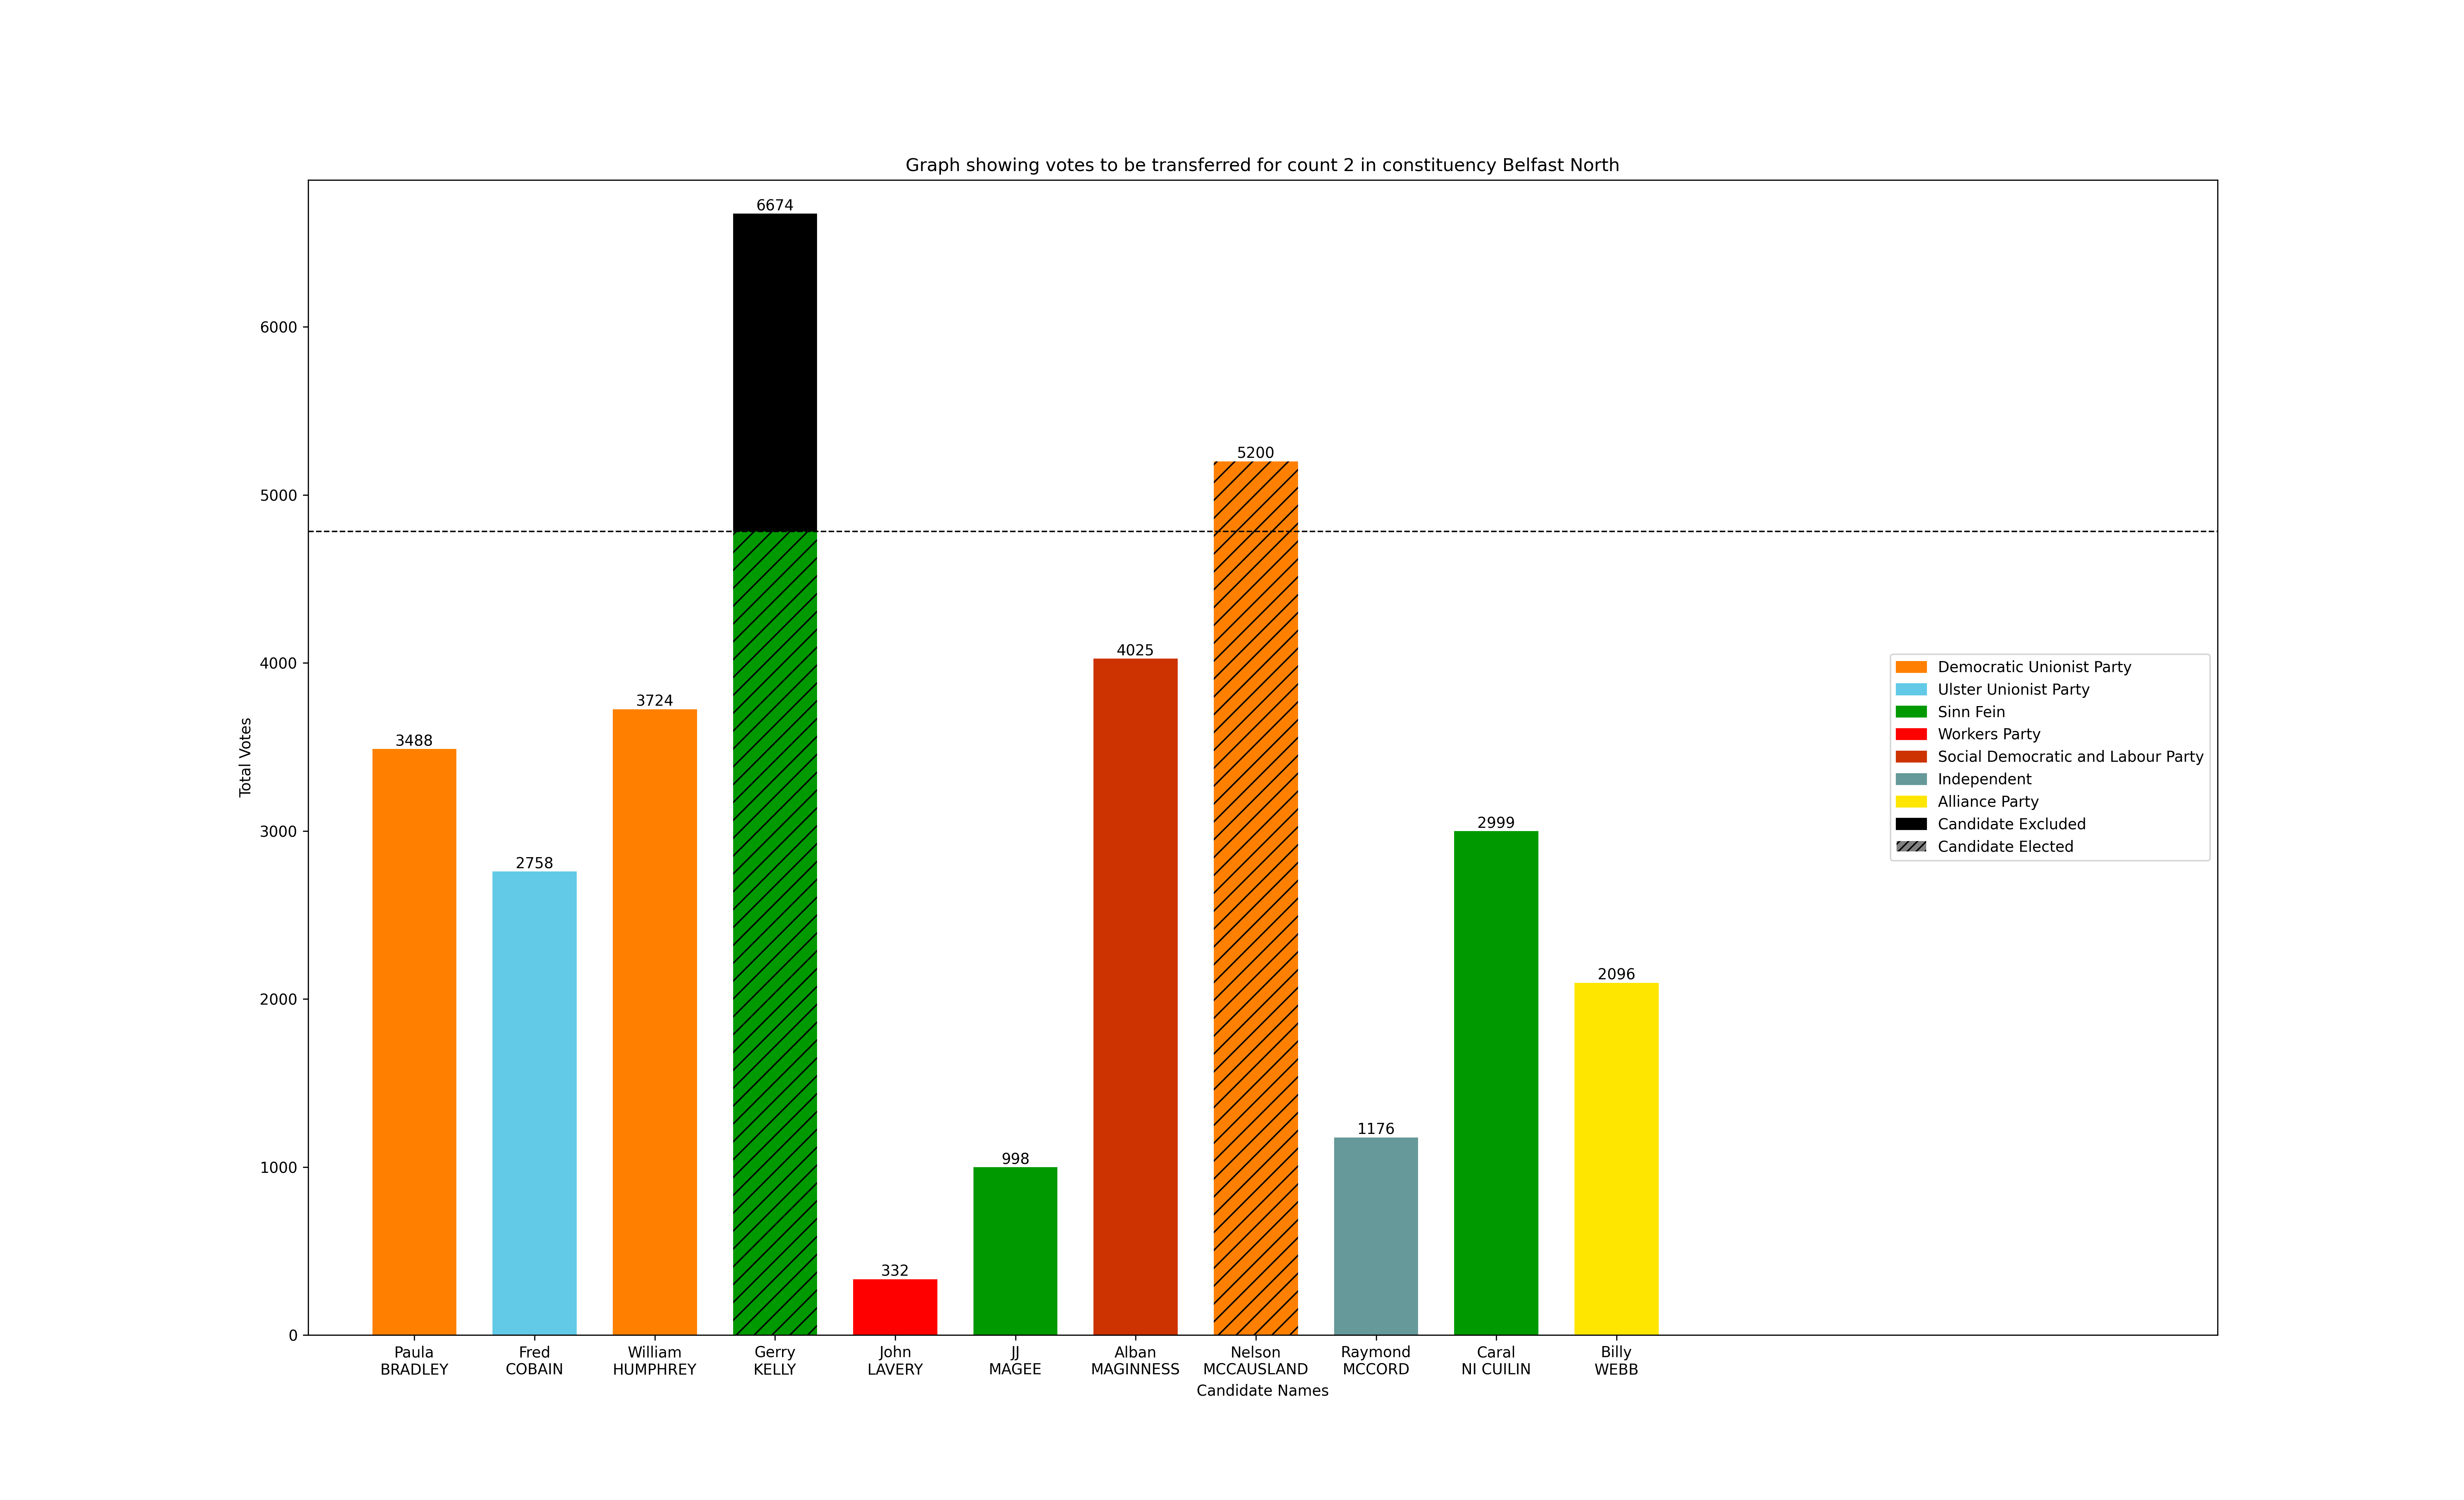 Graph showing votes to be transferred for count 2 in constituency Belfast North
6674
6000
5200
5000
4025
4000
3724
3488
2999
3000
2758
2096
2000
1176
998
1000
332
0
Total Votes
Democratic Unionist Party
Ulster Unionist Party
Sinn Fein
Workers Party
Social Democratic and Labour Party
Independent
Alliance Party
Candidate Excluded
Candidate Elected
Paula
BRADLEY
Fred
COBAIN
William
HUMPHREY
Gerry
KELLY
John
LAVERY
JJ
MAGEE
Alban
MAGINNESS
Nelson
MCCAUSLAND
Raymond
MCCORD
Caral
NI CUILIN
Billy
WEBB
Candidate Names